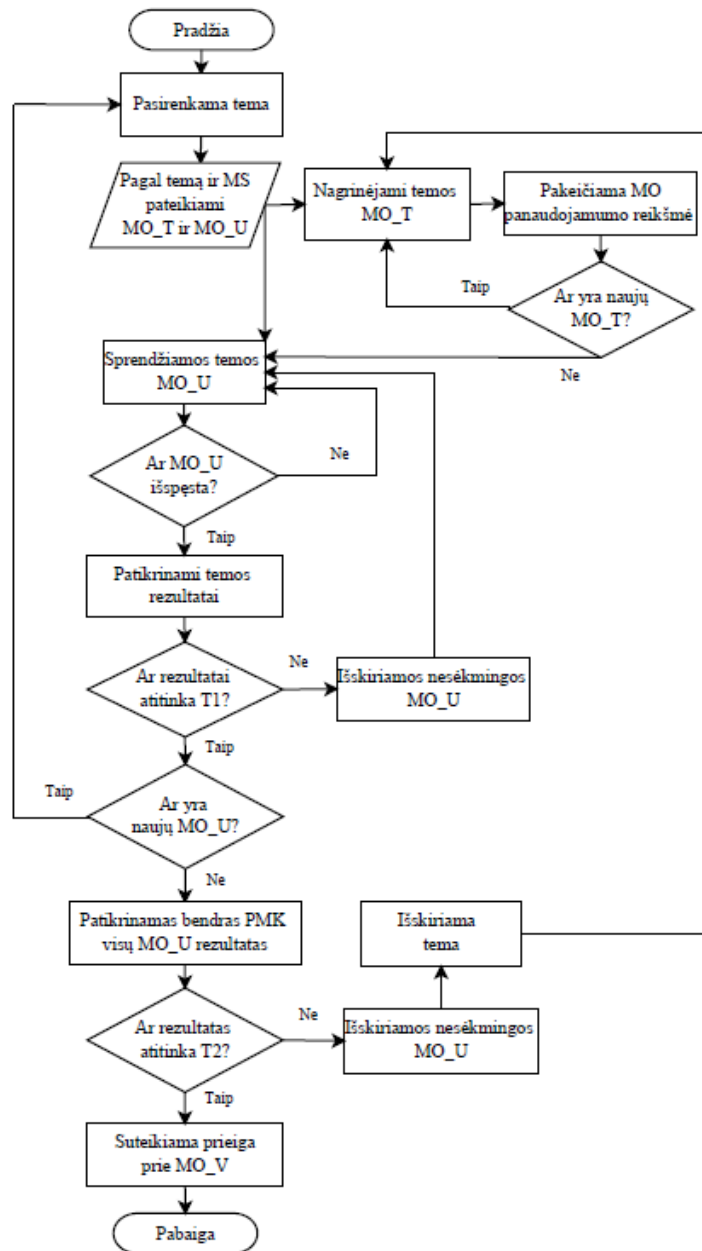 Pradžia
Pasirenkama tema
Pagal temą ir MS
pateikiami
MO_T ir MO_U
Nagrinėjami temos
MO_T
Pakeičiama MO
panaudojamumo reikšmė
Taip
Ar yra naujų
MO_T?
Ne
Sprendžiamos temos
MO_U
Ar MO_U
išspęsta?
Ne
Taip
Patikrinami temos
rezultatai
Ar rezultatai
atitinka T1?
Ne
Išskiriamos nesėkmingos
MO_U
Taip
Taip
Ar yra
naujų MO_U?
Ne
Patikrinamas bendras PMK
visų MO_U rezultatas
Išskiriama
tema
Ar rezultatas
atitinka T2?
Ne
Išskiriamos nesėkmingos
MO_U
Taip
Suteikiama prieiga
prie MO_V
Pabaiga